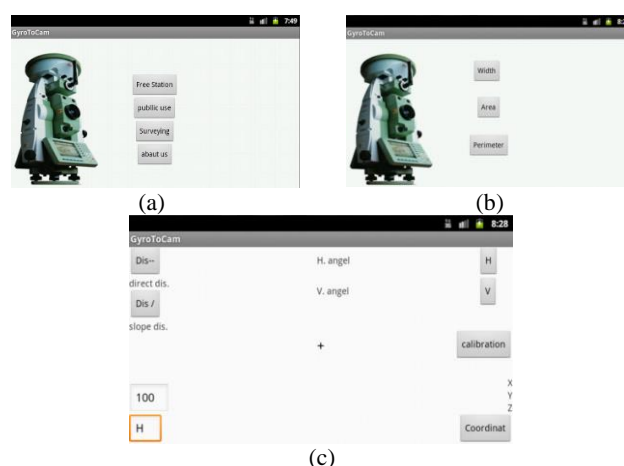 7:49
GyroToCam
Free Station
publlic use
Surveying
abaut us
(a)
GyroToCam
Width
Area
Perimeter
(b)
8:28
GyroToCam
Dis--
H. angel
H
direct dis.
V. angel
V
Dis /
slope dis.
+
calibration
X
Y
Z
100
H
Coordinat
(c)